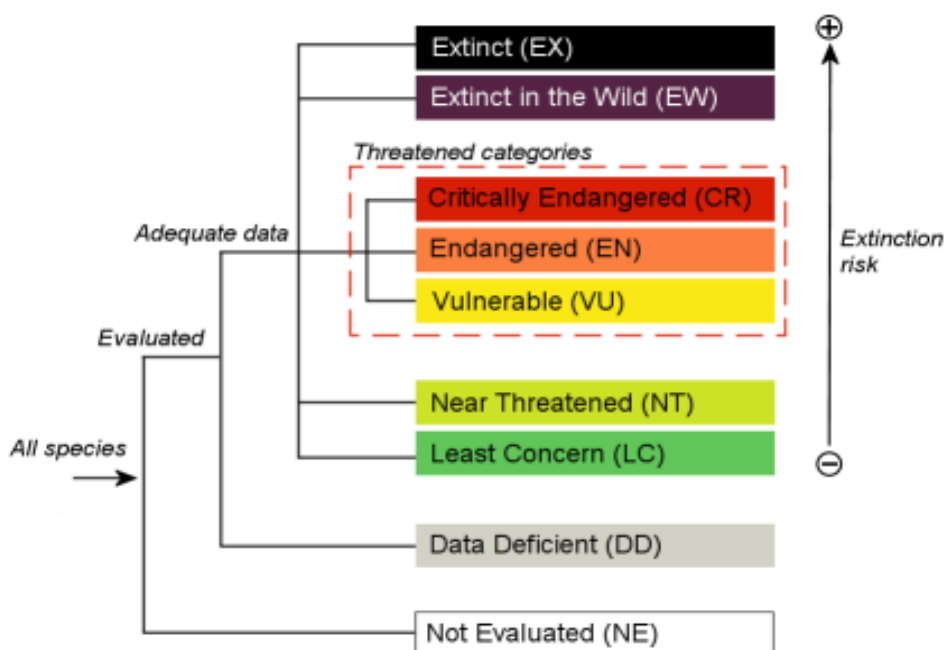 Extinct (EX)
Extinct in the Wild (EW)
Threatened categories
Critically Endangered (CR)
Adequate data
Endangered (EN)
Extinction
risk
Vulnerable (VU)
Evaluated
Near Threatened (NT)
All species
Least Concern (LC)
Data Deficient (DD)
Not Evaluated (NE)